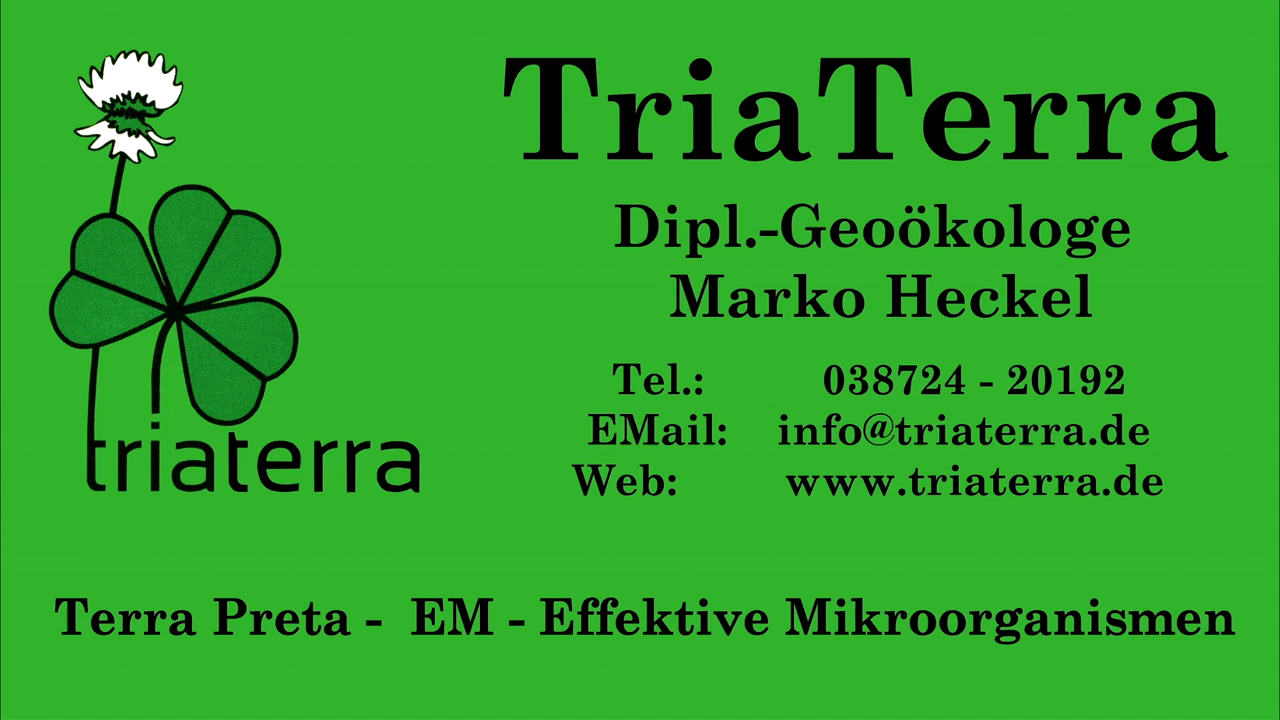 TriaTerra
Dipl.-Geoökologe
Marko Heckel
Tel.: 038724 - 20192
EMail: info@triaterra.de
Web: www.triaterra.de
triaterra
Terra Preta - EM - Effektive Mikroorganismen